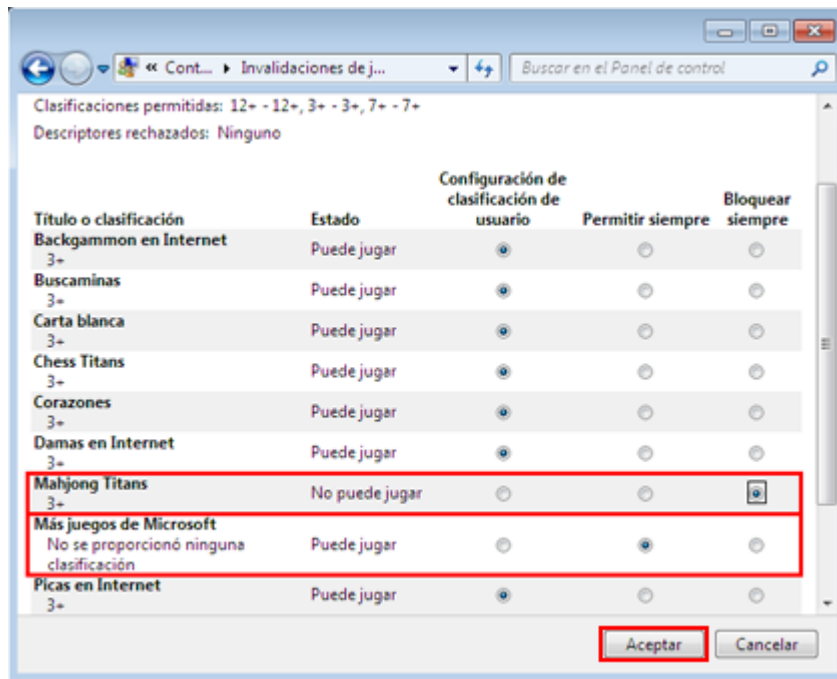 « Cont... ▸ Invalidaciones de j... Buscar en el Panel de control
Clasificaciones permitidas: 12+ - 12+, 3+ - 3+, 7+ - 7+
Descriptores rechazados: Ninguno
Título o clasificación Estado Configuración de clasificación de usuario Permitir siempre Bloquear siempre
Backgammon en Internet
3+ Puede jugar
Buscaminas
3+ Puede jugar
Carta blanca
3+ Puede jugar
Chess Titans
3+ Puede jugar
Corazones
3+ Puede jugar
Damas en Internet
3+ Puede jugar
Mahjong Titans
3+ No puede jugar
Más juegos de Microsoft
No se proporcionó ninguna Puede jugar
clasificación
Picas en Internet
3+ Puede jugar
Aceptar Cancelar